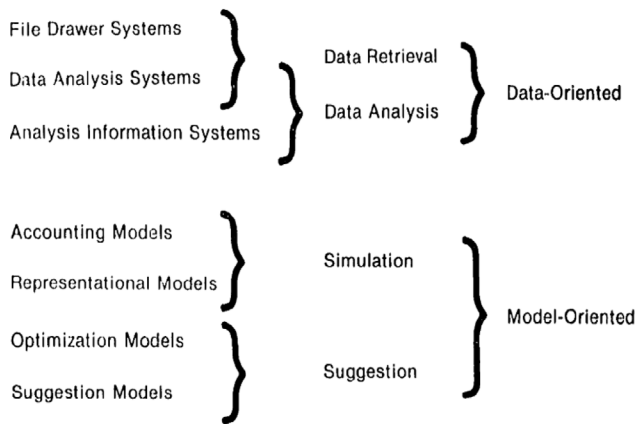 File Drawer Systems
Data Analysis Systems
Analysis Information Systems
Data Retrieval
Data Analysis
Data-Oriented
Accounting Models
Representational Models
Optimization Models
Suggestion Models
Simulation
Suggestion
Model-Oriented